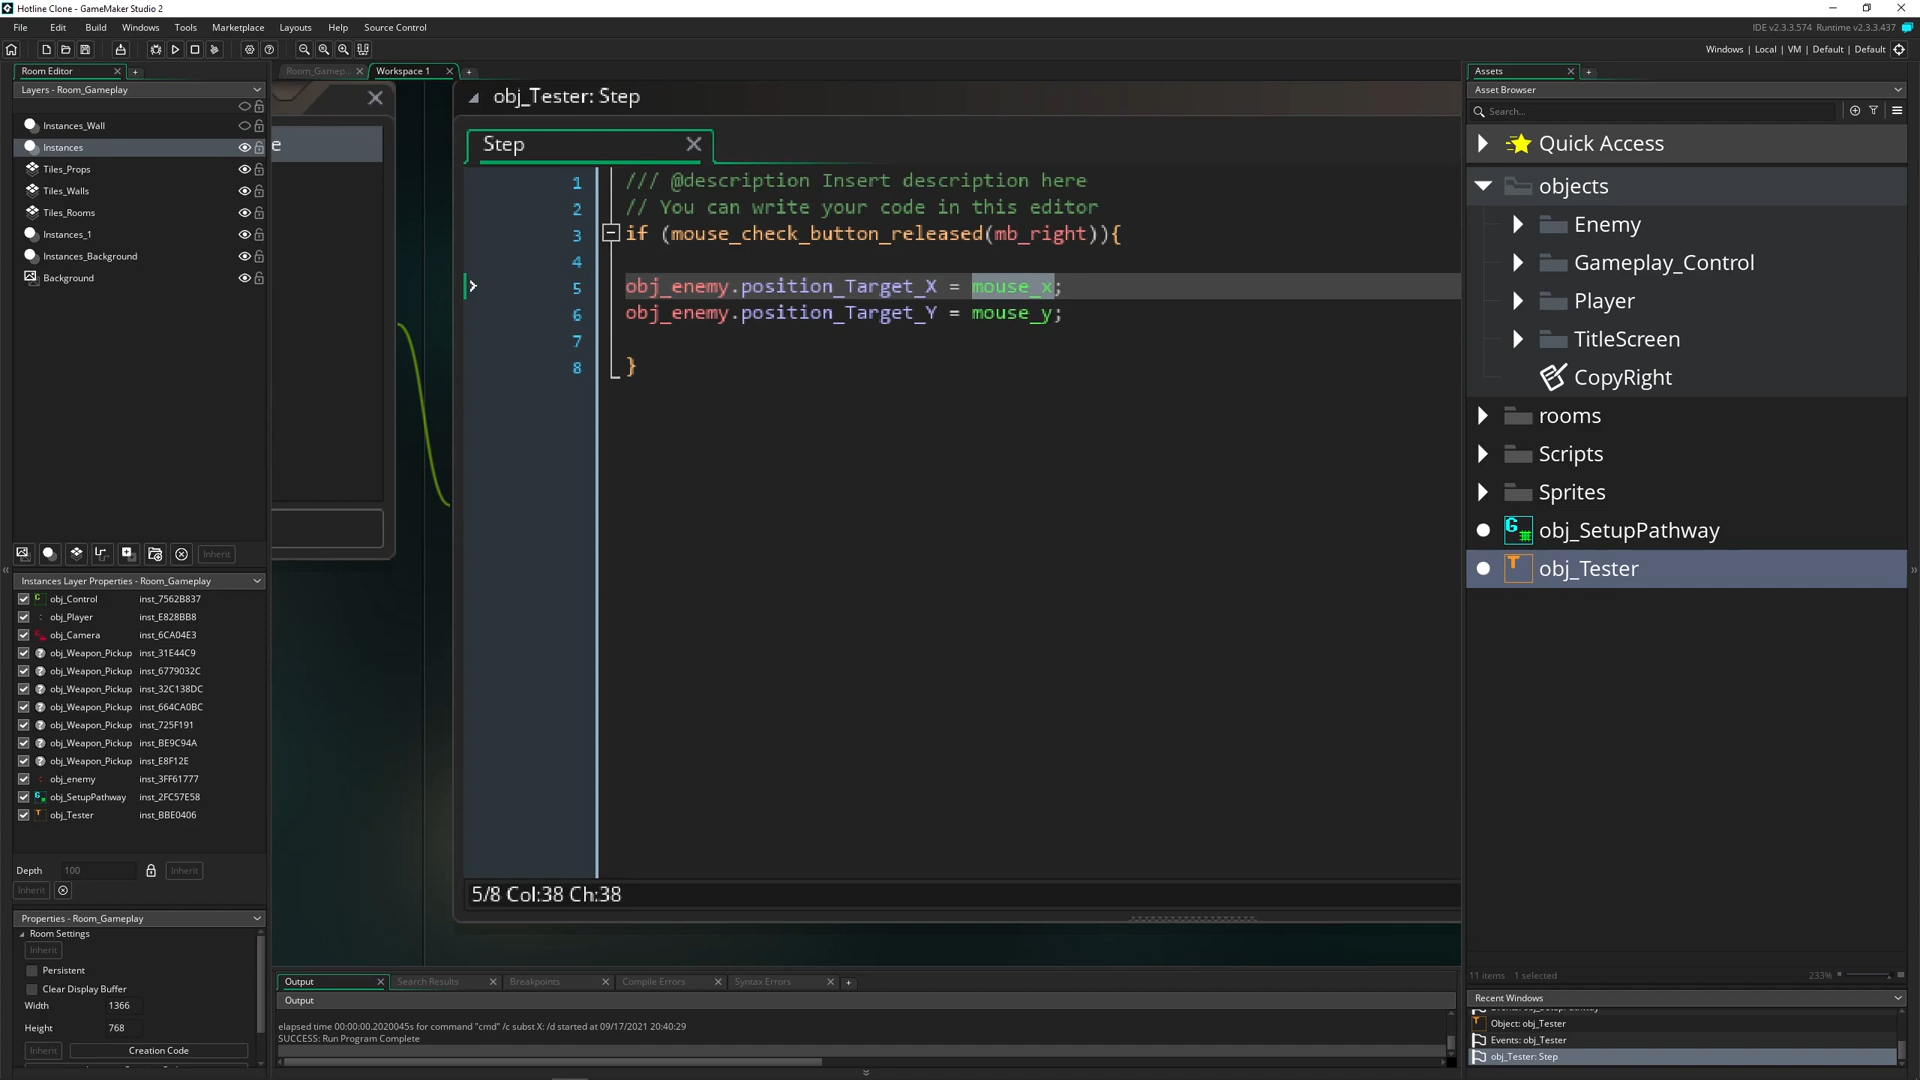 Hotline Clone - GameMaker Studio 2
File Edit Build Windows Tools Marketplace Layouts Help Source Control
IDE v2.3.3.574 Runtime v2.3.3.437
Windows | Local | VM | Default | Default
Room Editor
Layers - Room_Gameplay
Instances_Wall
Instances
Tiles_Props
Tiles_Walls
Tiles_Rooms
Instances_1
Instances_Background
Background
Inherit
Instances Layer Properties - Room_Gameplay
obj_Control inst_7562B837
obj_Player inst_E828BB8
obj_Camera inst_6CA04E3
obj_Weapon_Pickup inst_31E44C9
obj_Weapon_Pickup inst_6779032C
obj_Weapon_Pickup inst_32C138DC
obj_Weapon_Pickup inst_664CA0BC
obj_Weapon_Pickup inst_725F191
obj_Weapon_Pickup inst_BE9C94A
obj_Weapon_Pickup inst_E8F12E
obj_enemy inst_3FF61777
obj_SetupPathway inst_2FC57E58
obj_Tester inst_BBE0406
Depth 100 Inherit
Inherit
Properties - Room_Gameplay
Room Settings
Inherit
Persistent
Clear Display Buffer
Width 1366
Height 768
Inherit Creation Code
Room_Gamep... Workspace 1
e
obj_Tester: Step
Step
1 /// @description Insert description here
2 // You can write your code in this editor
3 if (mouse_check_button_released(mb_right)){
4
5 obj_enemy.position_Target_X = mouse_x;
6 obj_enemy.position_Target_Y = mouse_y;
7
8 }
5/8 Col:38 Ch:38
Output Search Results Breakpoints Compile Errors Syntax Errors
Output
elapsed time 00:00:00.2020045s for command "cmd" /c subst X: /d started at 09/17/2021 20:40:29
SUCCESS: Run Program Complete
Assets
Asset Browser
Search...
Quick Access
objects
Enemy
Gameplay_Control
Player
TitleScreen
CopyRight
rooms
Scripts
Sprites
obj_SetupPathway
obj_Tester
11 items 1 selected 233%
Recent Windows
Object: obj_Tester
Events: obj_Tester
obj_Tester: Step